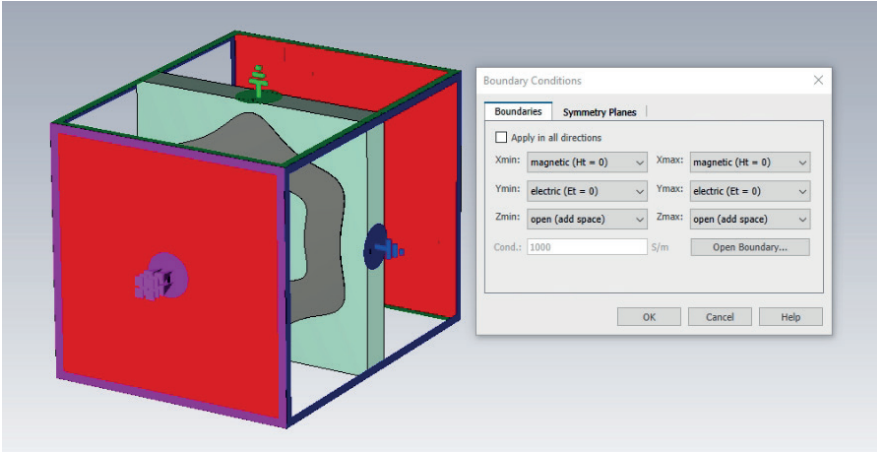 Boundary Conditions
Boundaries Symmetry Planes
Apply in all directions
Xmin: magnetic (Ht = 0) Xmax: magnetic (Ht = 0)
Ymin: electric (Et = 0) Ymax: electric (Et = 0)
Zmin: open (add space) Zmax: open (add space)
Cond.: 1000 S/m Open Boundary...
OK Cancel Help